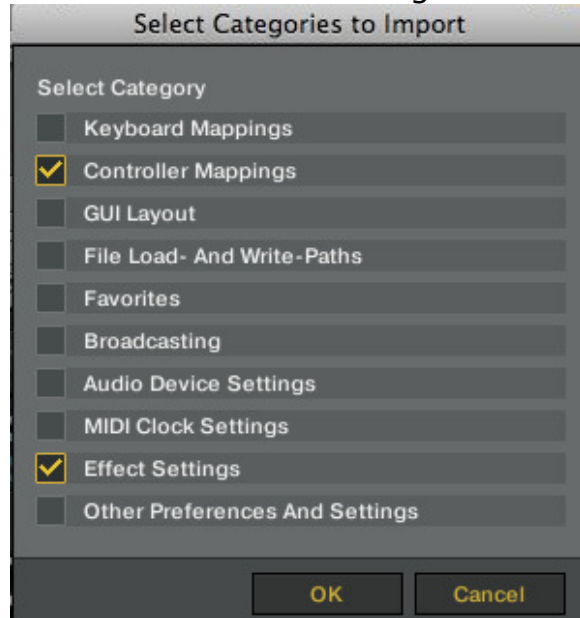 Select Categories to Import
Select Category
Keyboard Mappings
Controller Mappings
GUI Layout
File Load- And Write-Paths
Favorites
Broadcasting
Audio Device Settings
MIDI Clock Settings
Effect Settings
Other Preferences And Settings
OK Cancel